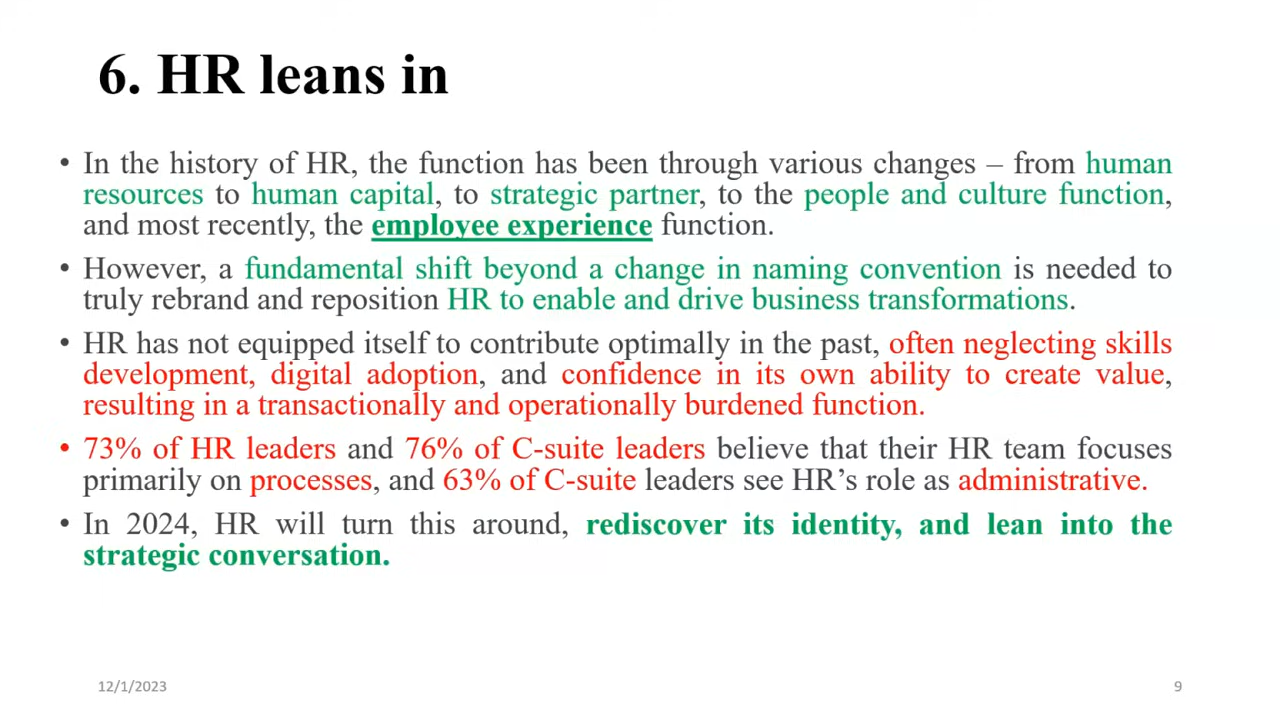 6. HR leans in
• In the history of HR, the function has been through various changes – from human
resources to human capital, to strategic partner, to the people and culture function,
and most recently, the employee experience function.
• However, a fundamental shift beyond a change in naming convention is needed to
truly rebrand and reposition HR to enable and drive business transformations.
• HR has not equipped itself to contribute optimally in the past, often neglecting skills
development, digital adoption, and confidence in its own ability to create value,
resulting in a transactionally and operationally burdened function.
• 73% of HR leaders and 76% of C-suite leaders believe that their HR team focuses
primarily on processes, and 63% of C-suite leaders see HR’s role as administrative.
• In 2024, HR will turn this around, rediscover its identity, and lean into the
strategic conversation.
12/1/2023
9